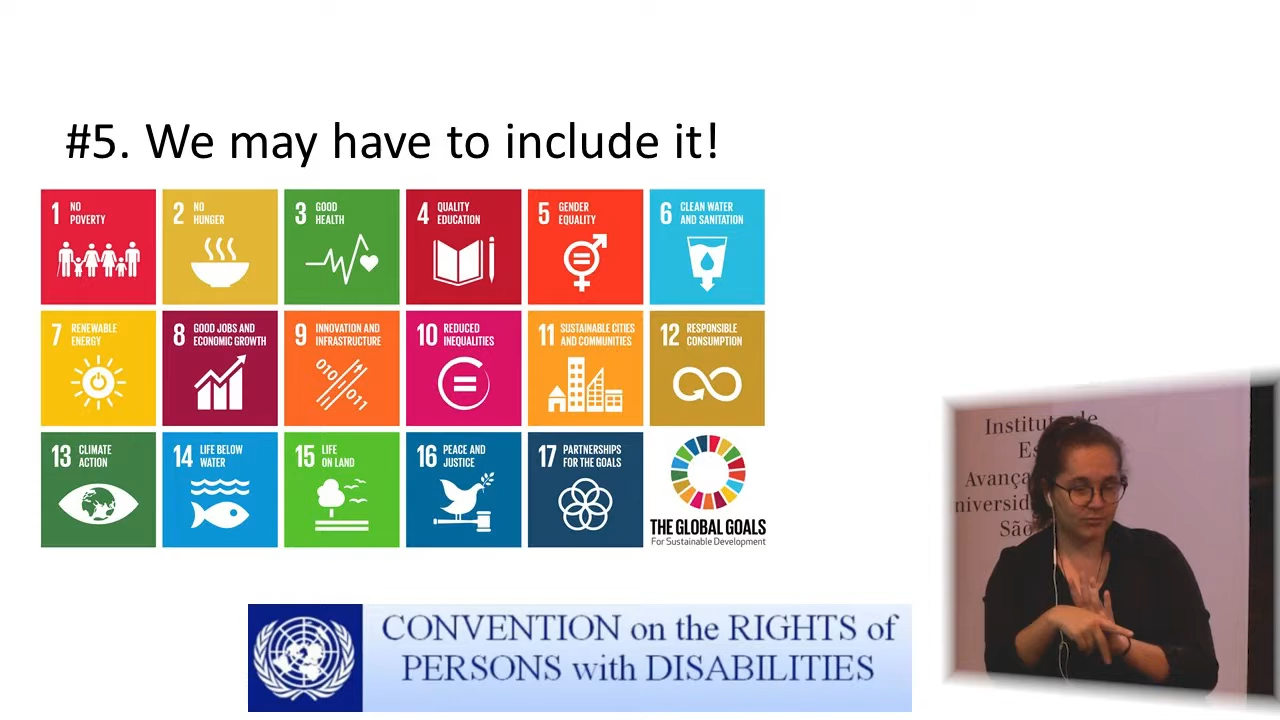 #5. We may have to include it!
1 NO
POVERTY
2 NO
HUNGER
3 GOOD
HEALTH
4 QUALITY
EDUCATION
5 GENDER
EQUALITY
6 CLEAN WATER
AND SANITATION
7 RENEWABLE
ENERGY
8 GOOD JOBS AND
ECONOMIC GROWTH
9 INNOVATION AND
INFRASTRUCTURE
010
011
10 REDUCED
INEQUALITIES
11 SUSTAINABLE CITIES
AND COMMUNITIES
12 RESPONSIBLE
CONSUMPTION
13 CLIMATE
ACTION
14 LIFE BELOW
WATER
15 LIFE
ON LAND
16 PEACE AND
JUSTICE
17 PARTNERSHIPS
FOR THE GOALS
THE GLOBAL GOALS
For Sustainable Development
CONVENTION on the RIGHTS of
PERSONS with DISABILITIES
Instituto de
Es
Avança
niversid
São